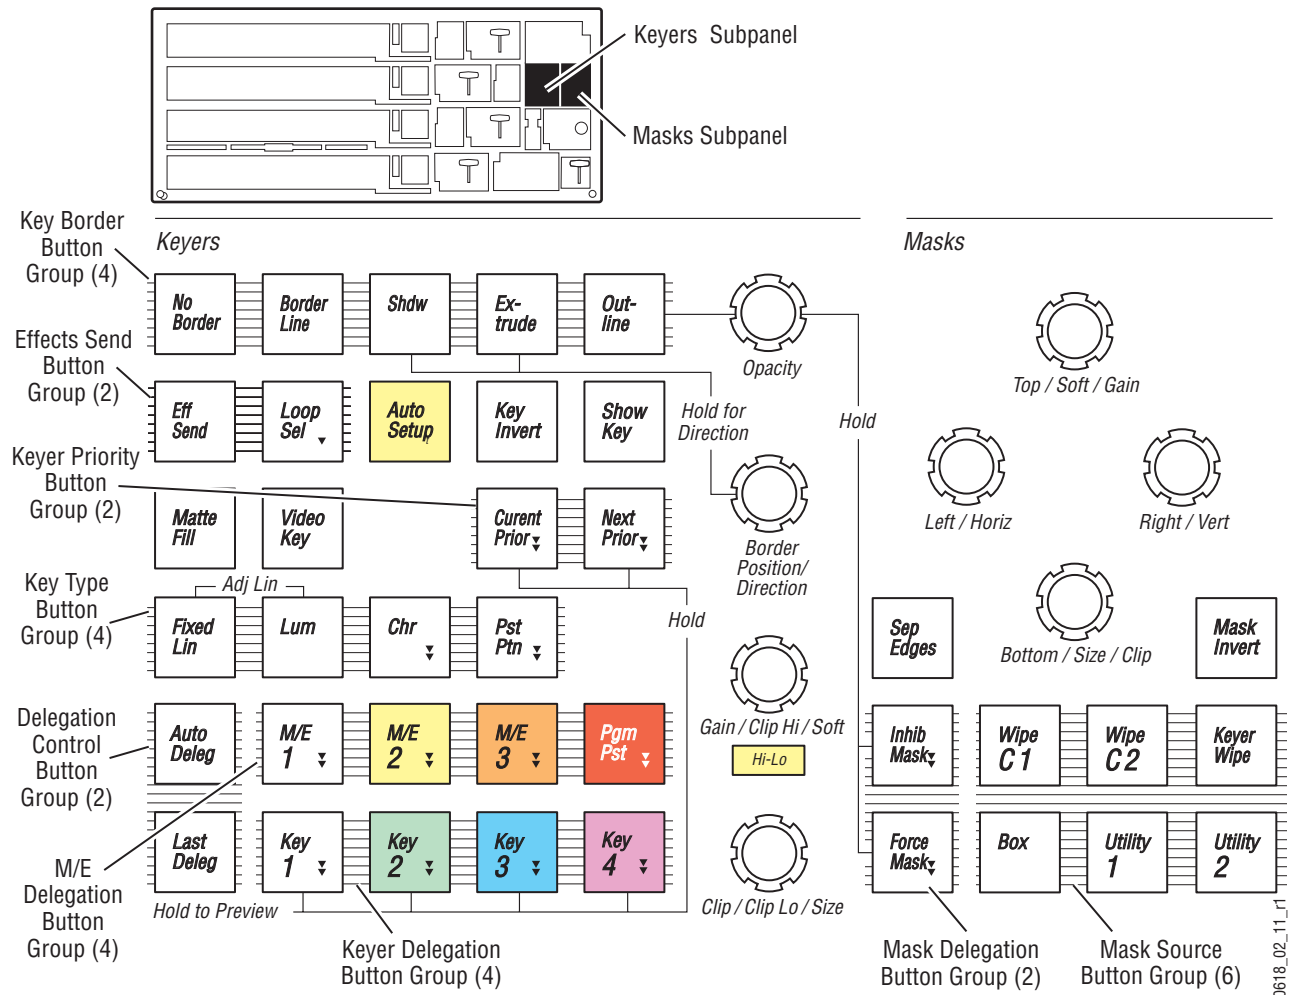 Keyers Subpanel
Masks Subpanel
Key Border
Button
Group (4)
Keyers
Masks
No
Border
Border
Line
Shdw
Ex-
trude
Out-
line
Opacity
Top / Soft / Gain
Effects Send
Button
Group (2)
Eff
Send
Loop
Sel
Auto
Setup
Key
Invert
Show
Key
Hold for
Direction
Hold
Left / Horiz
Right / Vert
Keyer Priority
Button
Group (2)
Matte
Fill
Video
Key
Curent
Prior
Next
Prior
Border
Position/
Direction
Key Type
Button
Group (4)
Adj Lin
Fixed
Lin
Lum
Chr
Pst
Ptn
Hold
Sep
Edges
Bottom / Size / Clip
Mask
Invert
Delegation
Control
Button
Group (2)
Auto
Deleg
M/E
1
M/E
2
M/E
3
Pgm
Pst
Gain / Clip Hi / Soft
Hi-Lo
Inhib
Mask
Wipe
C1
Wipe
C2
Keyer
Wipe
M/E
Delegation
Button
Group (4)
Last
Deleg
Key
1
Key
2
Key
3
Key
4
Clip / Clip Lo / Size
Force
Mask
Box
Utility
1
Utility
2
Hold to Preview
Keyer Delegation
Button Group (4)
Mask Delegation
Button Group (2)
Mask Source
Button Group (6)
0618_02_11_r1